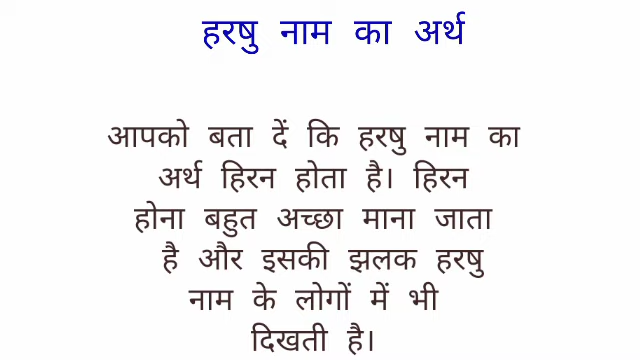 हरषु नाम का अर्थ
आपको बता दें कि हरषु नाम का
अर्थ हिरन होता है। हिरन
होना बहुत अच्छा माना जाता
है और इसकी झलक हरषु
नाम के लोगों में भी
दिखती है।